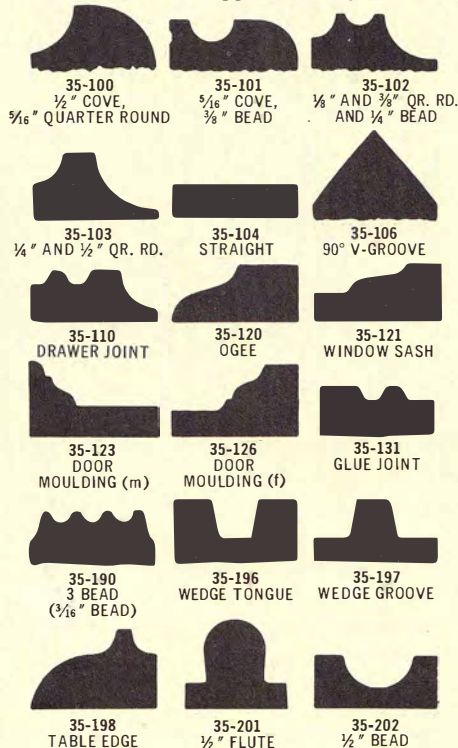 35-100
½" COVE,
5/16" QUARTER ROUND
35-101
5/16" COVE,
3/8" BEAD
35-102
1/8" AND 3/8" QR. RD.
AND ¼" BEAD
35-103
¼" AND ½" QR. RD.
35-104
STRAIGHT
35-106
90° V-GROOVE
35-110
DRAWER JOINT
35-120
OGEE
35-121
WINDOW SASH
35-123
DOOR
MOULDING (m)
35-126
DOOR
MOULDING (f)
35-131
GLUE JOINT
35-190
3 BEAD
(3/16" BEAD)
35-196
WEDGE TONGUE
35-197
WEDGE GROOVE
35-198
TABLE EDGE
35-201
½" FLUTE
35-202
½" BEAD